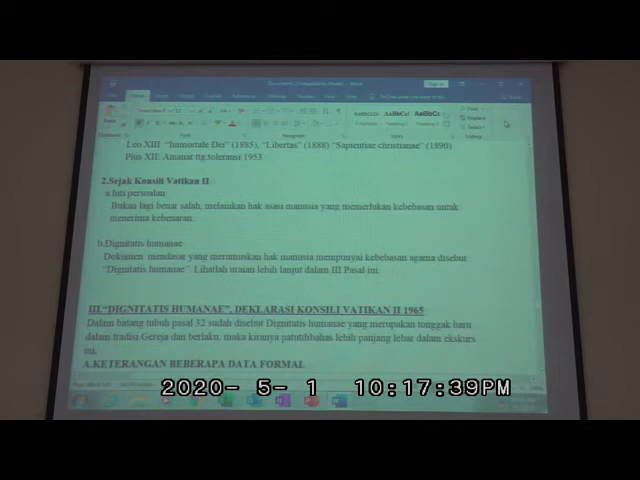 Leo XIII "Immortale Dei" (1885), "Libertas" (1888) "Sapientiae christianae" (1890)
Pius XII: Amanat ttg.toleransi 1953
2.Sejak Konsili Vatikan II
a.Inti persoalan
Bukan lagi benar salah, melainkan hak asasi manusia yang memerlukan kebebasan untuk
menerima kebenaran.
b.Dignitatis humanae
Dokumen mendasar yang merumuskan hak manusia mempunyai kebebasan agama disebut
"Dignitatis humanae" Lihatlah uraian lebih lanjut dalam III Pasal ini.
III."DIGNITATIS HUMANAE", DEKLARASI KONSILI VATIKAN II 1965
Dalam batang tubuh pasal 32 sudah disebut Dignitatis humanae yang merupakan tonggak baru
dalam tradisi Gereja dan berlaku, maka kiranya patutdibahas lebih panjang lebar dalam ekskurs
ini.
A.KETERANGAN BEBERAPA DATA FORMAL
2020- 5- 1 10:17:39PM